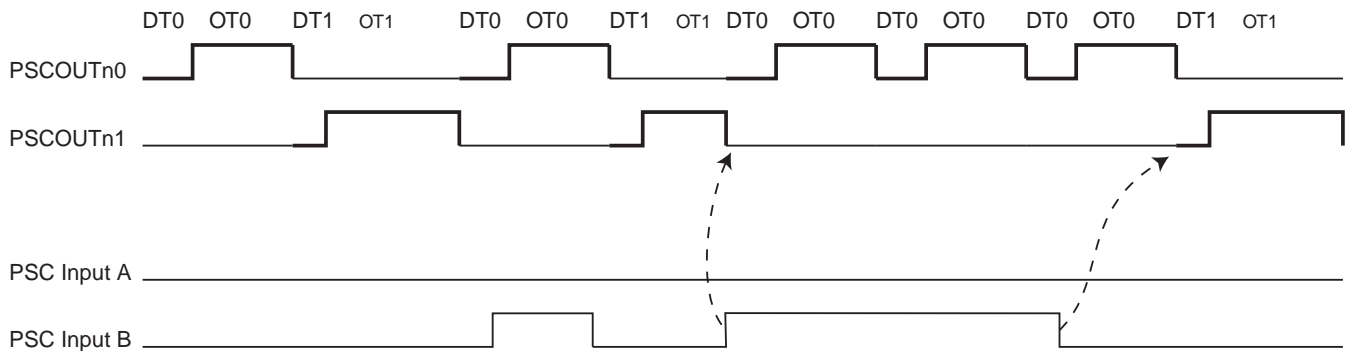 DT0 OT0 DT1 OT1 DT0 OT0 DT1 OT1 DT0 OT0 DT0 OT0 DT0 OT0 DT1 OT1
PSCOUTn0
PSCOUTn1
PSC Input A
PSC Input B